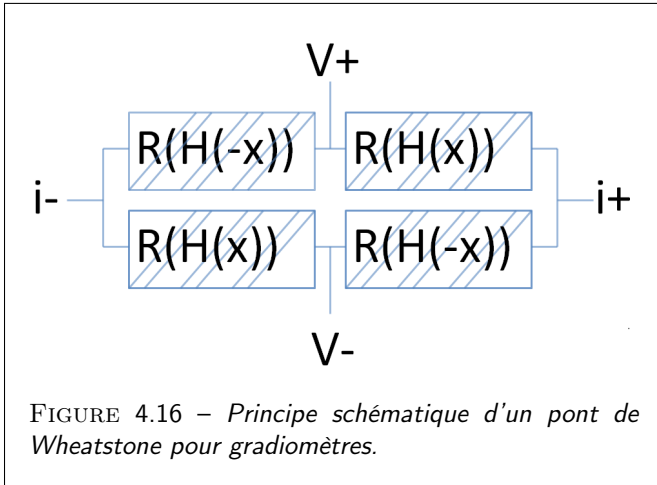 V+
R(H(-x)) R(H(x))
i- i+
R(H(x)) R(H(-x))
V-
FIGURE 4.16 – Principe schématique d'un pont de
Wheatstone pour gradiomètres.